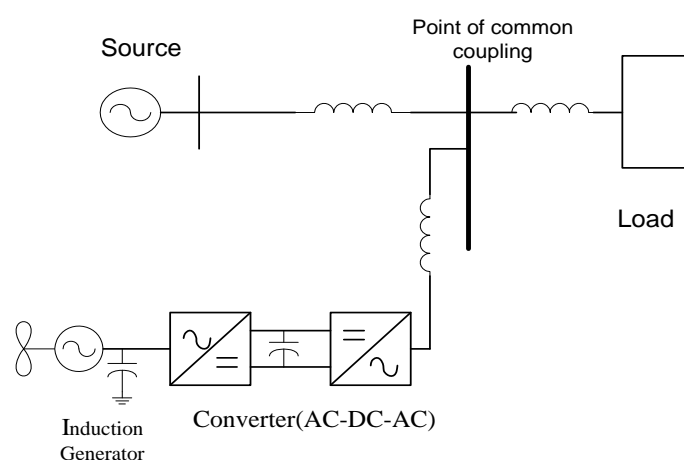 Source
Point of common
coupling
Load
Converter(AC-DC-AC)
Induction
Generator